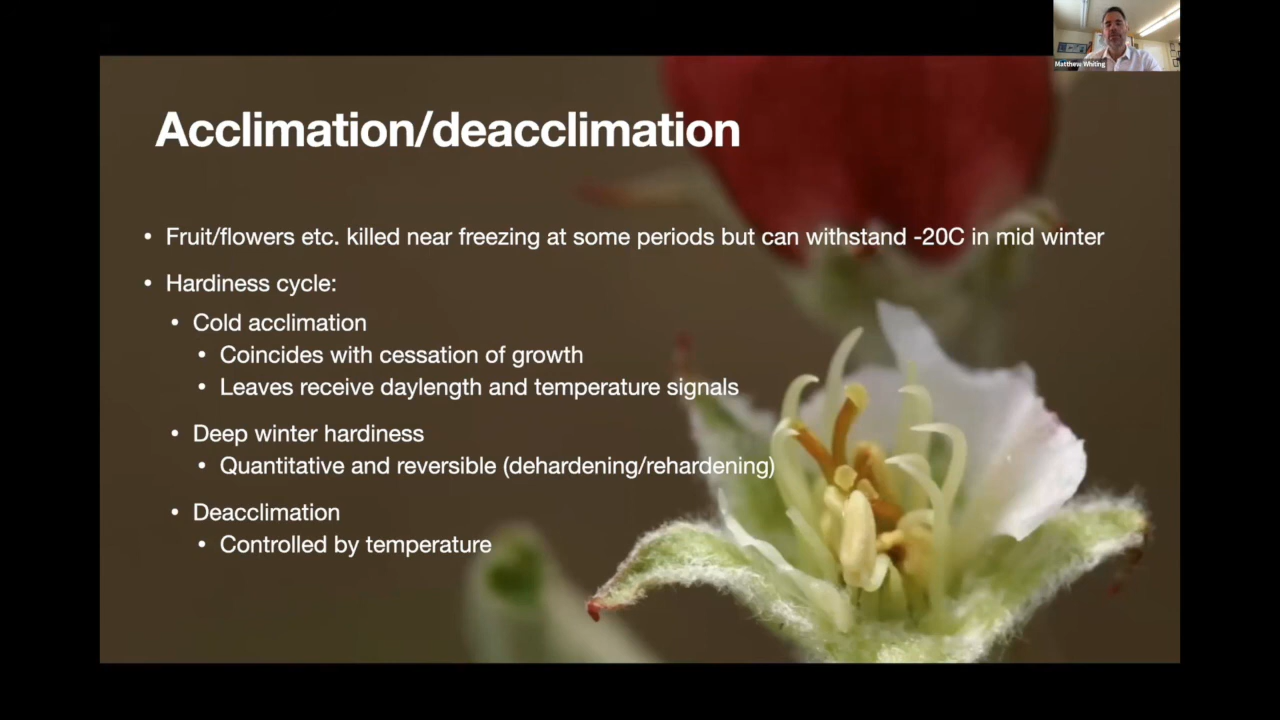 Matthew Whiting
Acclimation/deacclimation
• Fruit/flowers etc. killed near freezing at some periods but can withstand -20C in mid winter
• Hardiness cycle:
• Cold acclimation
• Coincides with cessation of growth
• Leaves receive daylength and temperature signals
• Deep winter hardiness
• Quantitative and reversible (dehardening/rehardening)
• Deacclimation
• Controlled by temperature